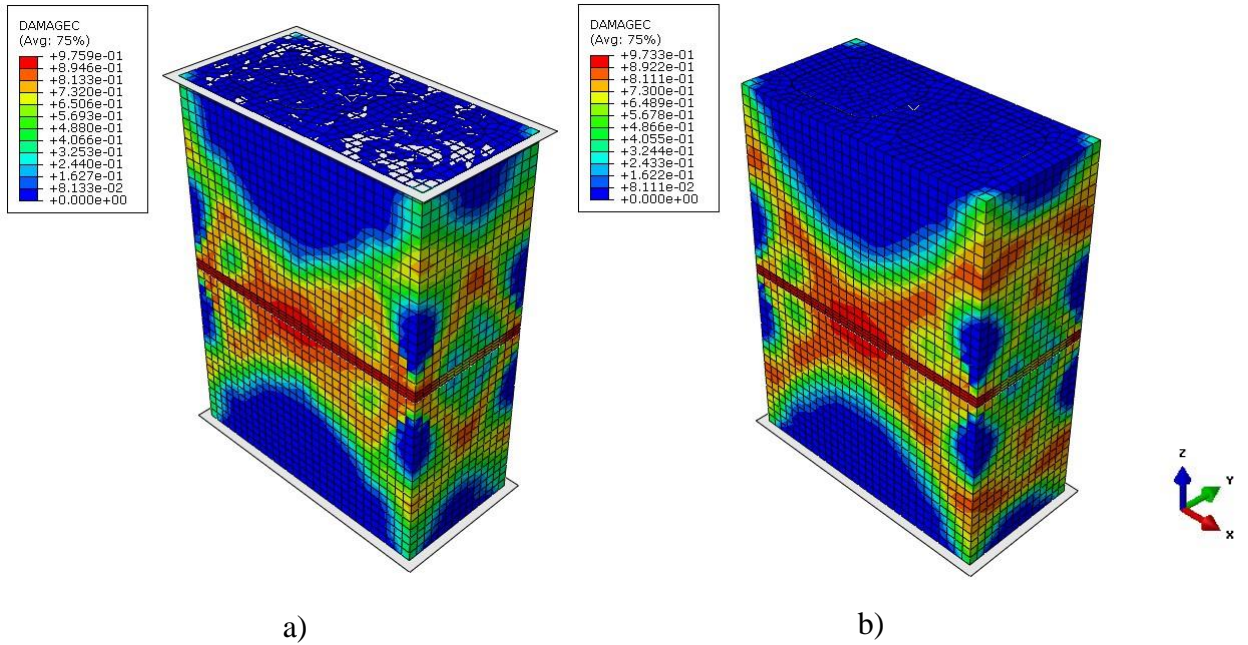 DAMAGEC
(Avg: 75%)
+9.759e-01
+8.946e-01
+8.133e-01
+7.320e-01
+6.506e-01
+5.693e-01
+4.880e-01
+4.066e-01
+3.253e-01
+2.440e-01
+1.627e-01
+8.133e-02
+0.000e+00
DAMAGEC
(Avg: 75%)
+9.733e-01
+8.922e-01
+8.111e-01
+7.300e-01
+6.489e-01
+5.678e-01
+4.866e-01
+4.055e-01
+3.244e-01
+2.433e-01
+1.622e-01
+8.111e-02
+0.000e+00
Z
Y
X
a)
b)